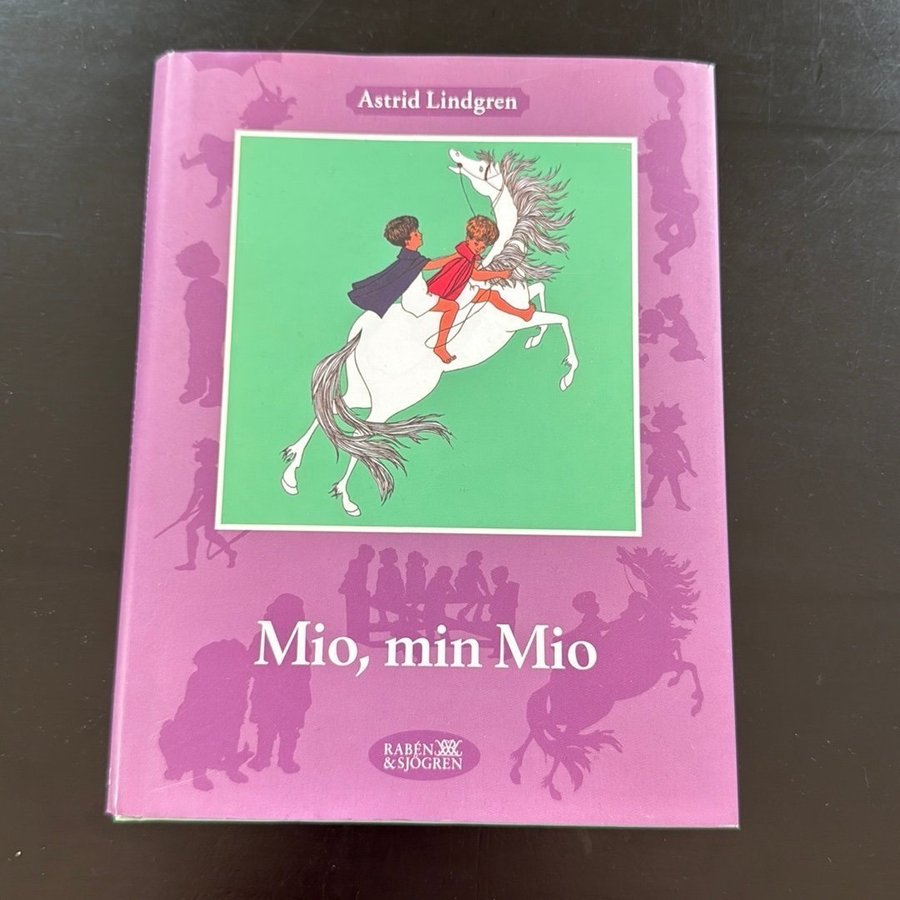 Astrid Lindgren
Mio, min Mio
RABÉN
& SJÖGREN